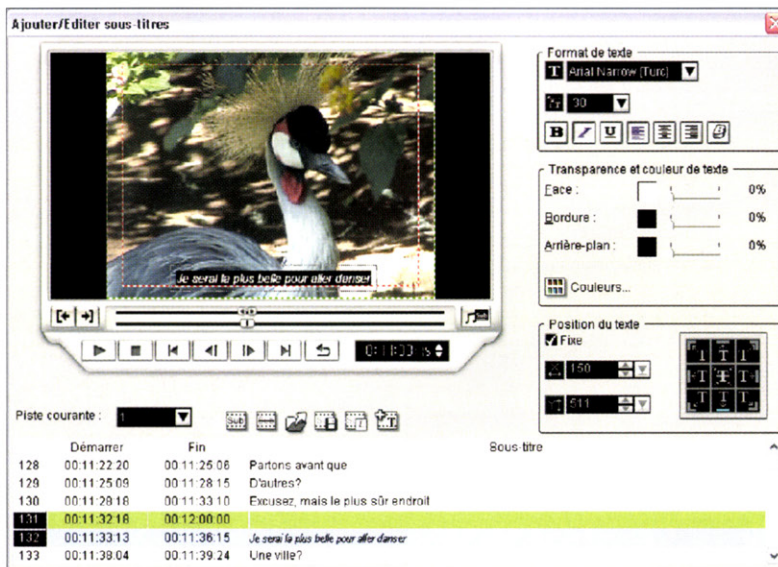 Ajouter/Editer sous-titres
Je serai la plus belle pour aller danser
0:11:33:15
Format de texte
T Arial Narrow (Turc)
30
B I U
Transparence et couleur de texte
Face : 0%
Bordure : 0%
Arrière-plan : 0%
Couleurs...
Position du texte
Fixe
X 150
Y 511
Piste courante : 1
Sub
Démarrer Fin Sous-titre
128 00:11:22:20 00:11:25:06 Partons avant que
129 00:11:25:09 00:11:28:15 D'autres?
130 00:11:28:18 00:11:33:10 Excusez, mais le plus sûr endroit
131 00:11:32:18 00:12:00:00
132 00:11:33:13 00:11:36:15 Je serai la plus belle pour aller danser
133 00:11:38:04 00:11:39:24 Une ville?